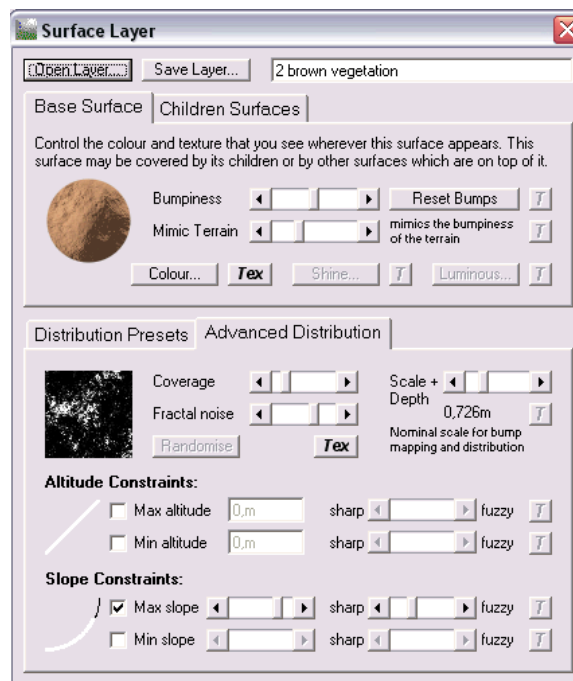 Surface Layer
Open Layer... Save Layer... 2 brown vegetation
Base Surface Children Surfaces
Control the colour and texture that you see wherever this surface appears. This
surface may be covered by its children or by other surfaces which are on top of it.
Bumpiness Reset Bumps T
Mimic Terrain mimics the bumpiness T
of the terrain
Colour... Tex Shine... T Luminous... T
Distribution Presets Advanced Distribution
Coverage Scale +
Depth
Fractal noise 0,726m T
Randomise Tex Nominal scale for bump
mapping and distribution
Altitude Constraints:
Max altitude 0,m sharp fuzzy T
Min altitude 0,m sharp fuzzy T
Slope Constraints:
Max slope sharp fuzzy T
Min slope sharp fuzzy T